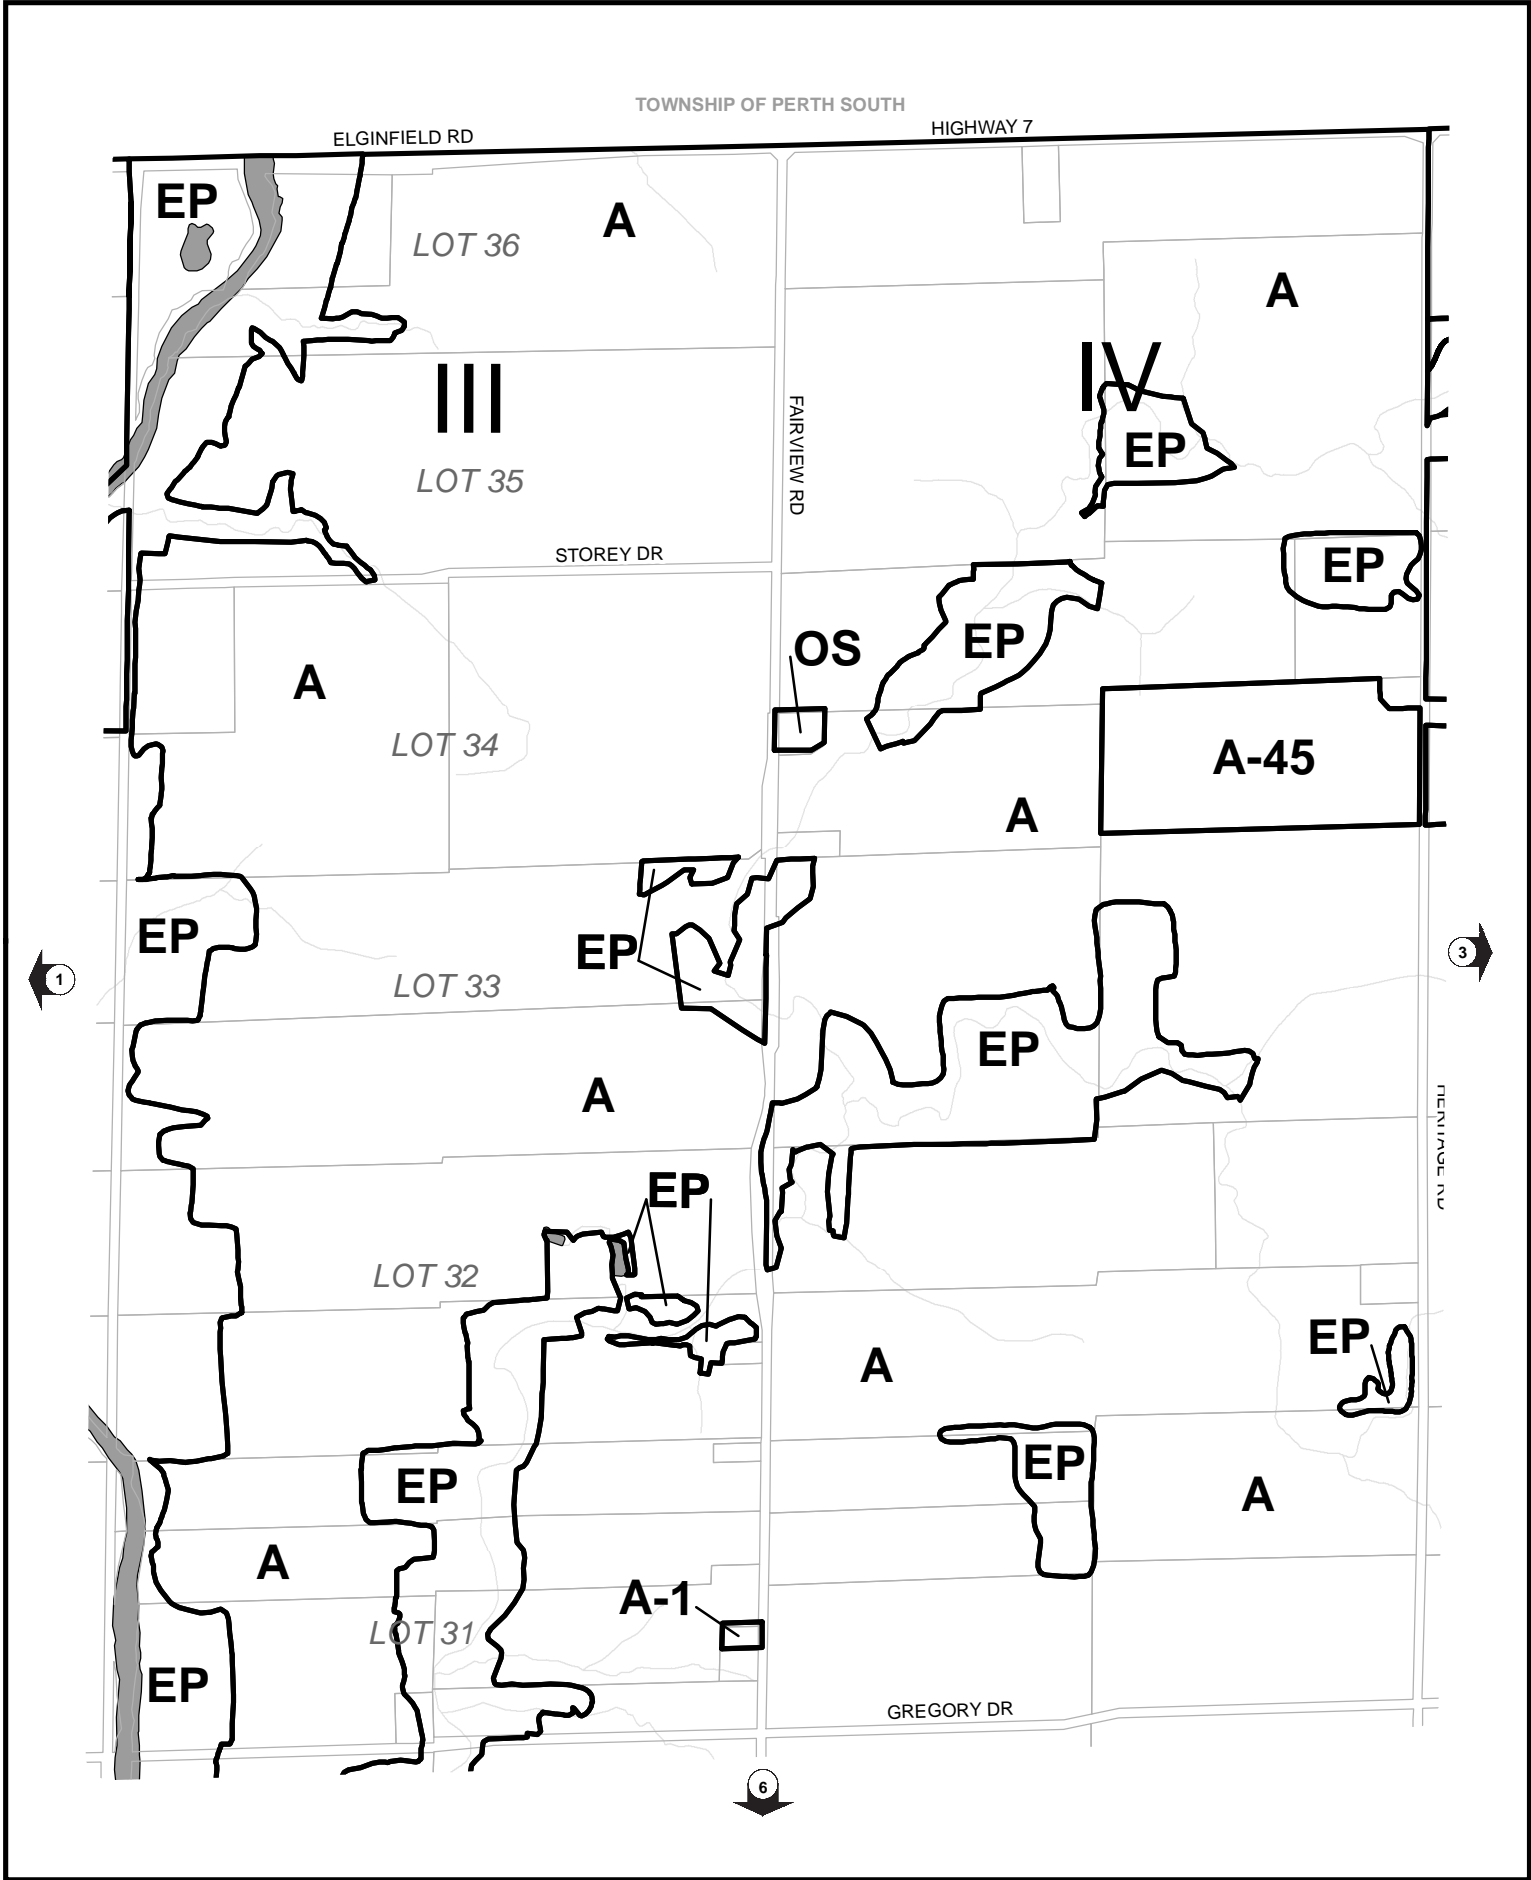 TOWNSHIP OF PERTH SOUTH
HIGHWAY 7
ELGINFIELD RD
EP
A
LOT 36
A
IV
III
FAIRVIEW RD
EP
LOT 35
STOREY DR
EP
EP
OS
A
LOT 34
A-45
A
EP
EP
1
3
LOT 33
EP
A
HERITAGE RD
EP
LOT 32
EP
A
EP
EP
A
A
A-1
LOT 31
EP
GREGORY DR
6